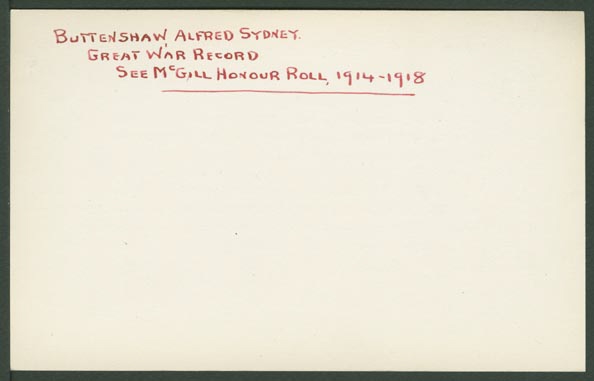 BUTTENSHAW, ALFRED SYDNEY.
GREAT WAR RECORD
SEE McGILL HONOUR ROLL, 1914-1918